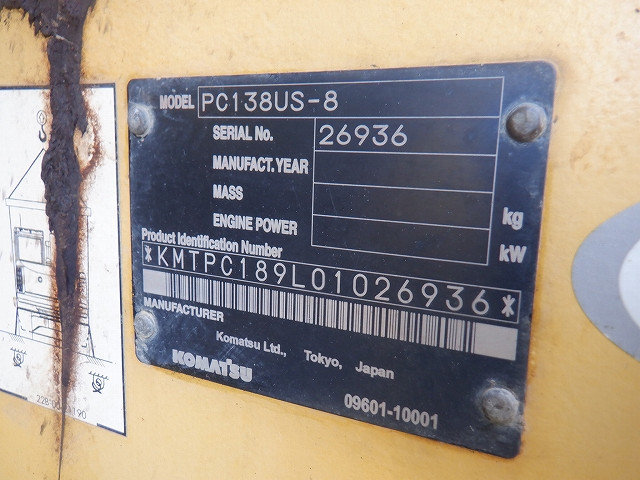 MODEL PC138US-8
SERIAL No. 26936
MANUFACT. YEAR
MASS kg
ENGINE POWER kW
Product Identification Number
*KMTPC189L01026936*
MANUFACTURER
Komatsu Ltd., Tokyo, Japan
KOMATSU
09601-10001